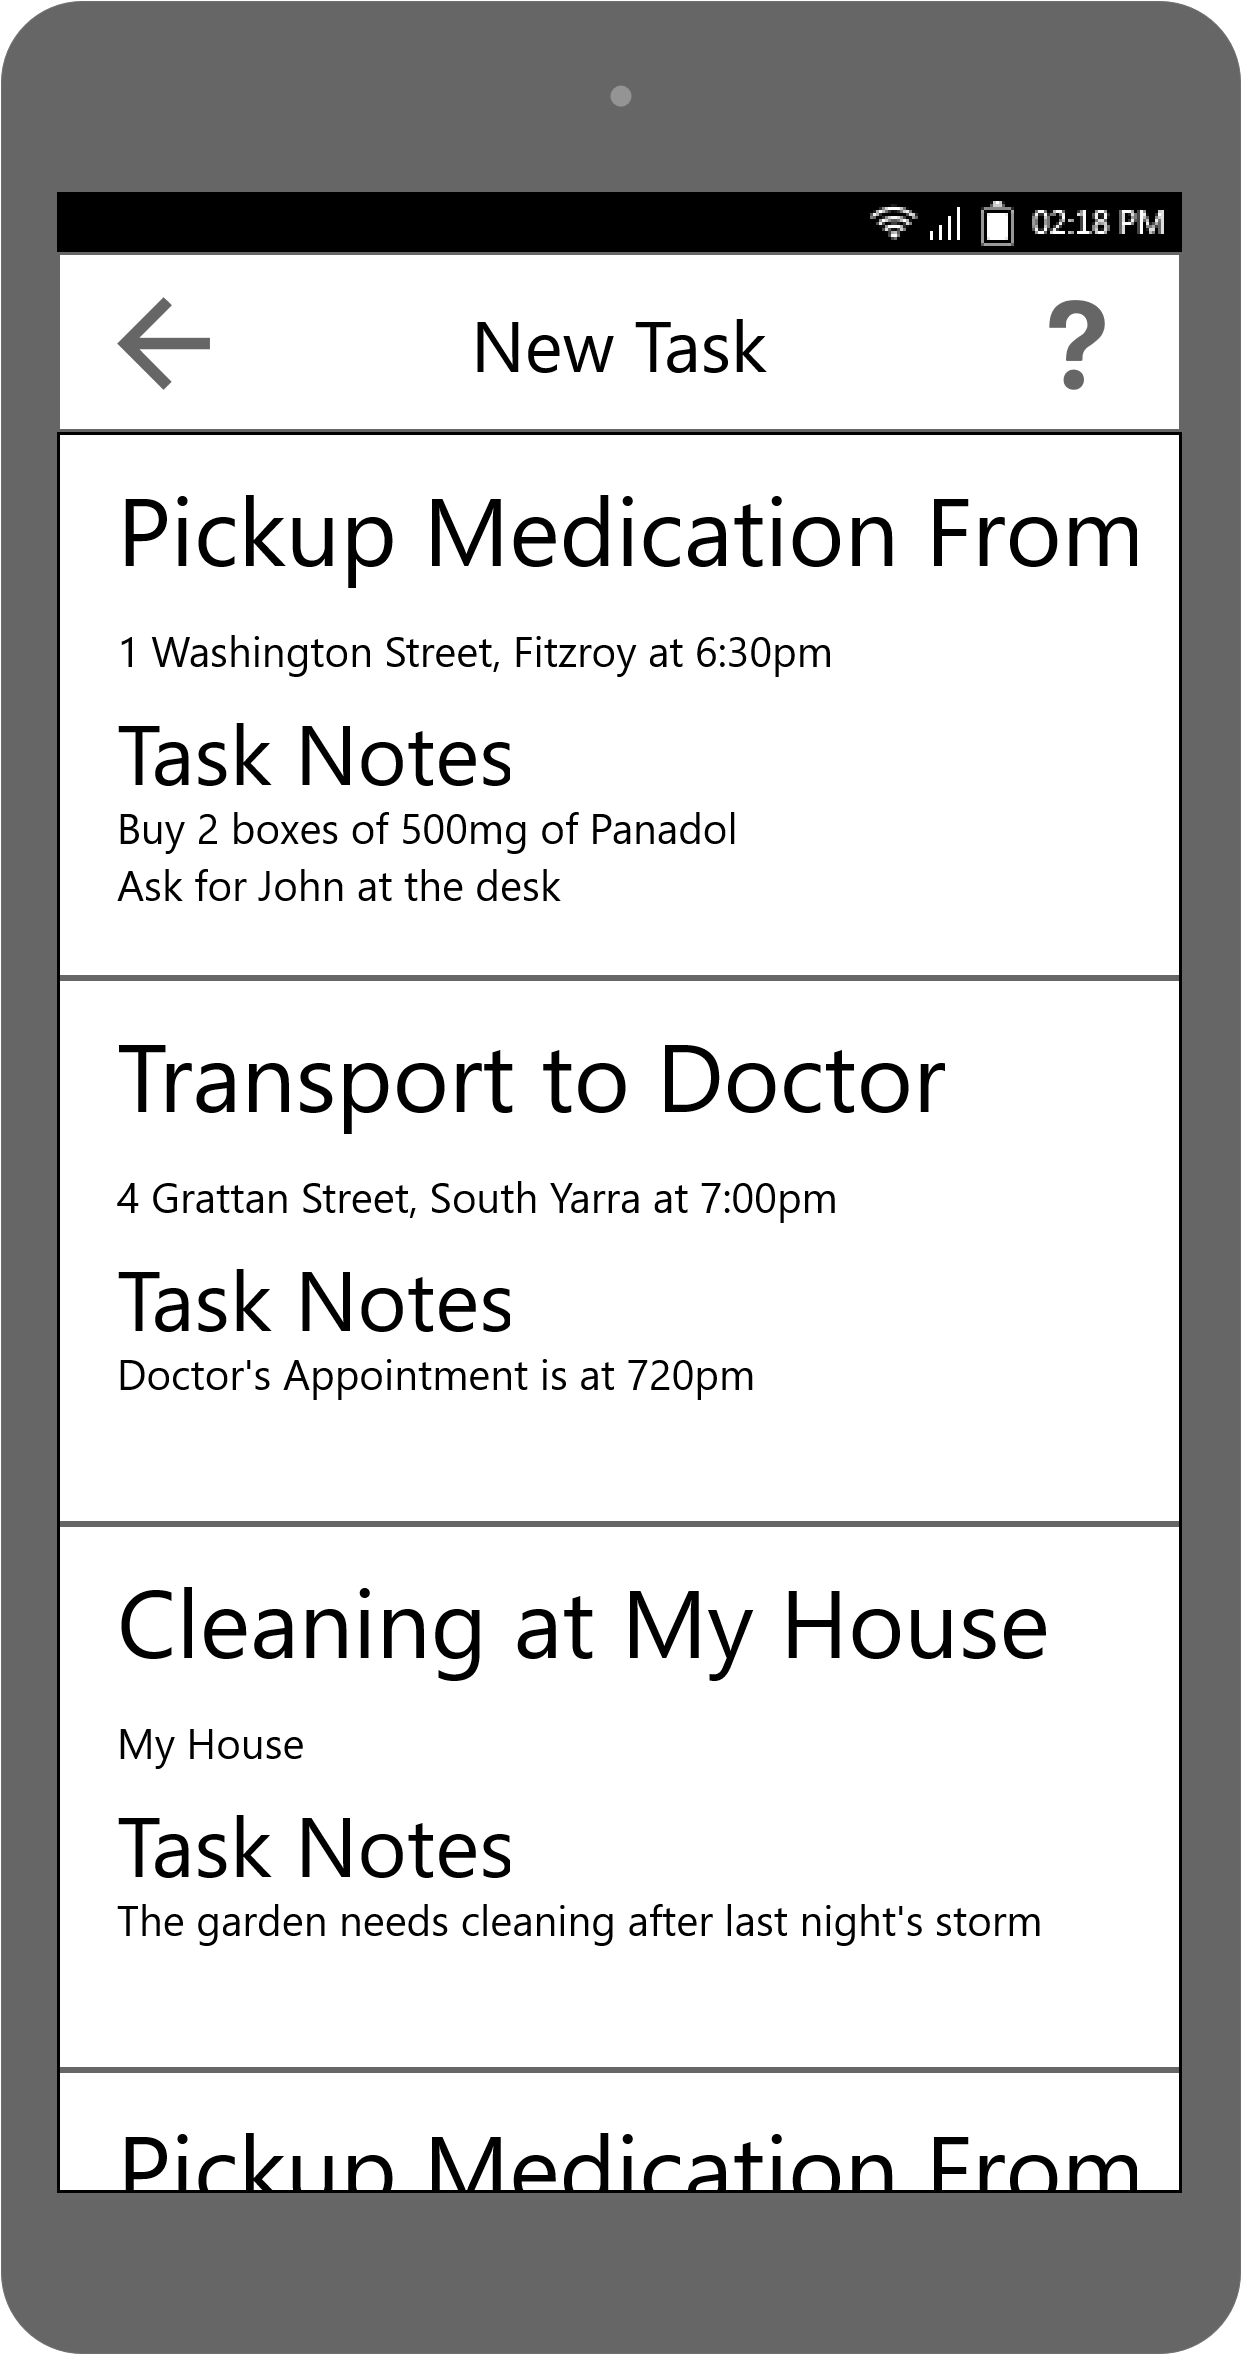 02:18 PM
New Task
?
Pickup Medication From
1 Washington Street, Fitzroy at 6:30pm
Task Notes
Buy 2 boxes of 500mg of Panadol
Ask for John at the desk
Transport to Doctor
4 Grattan Street, South Yarra at 7:00pm
Task Notes
Doctor's Appointment is at 720pm
Cleaning at My House
My House
Task Notes
The garden needs cleaning after last night's storm
Pickup Medication From